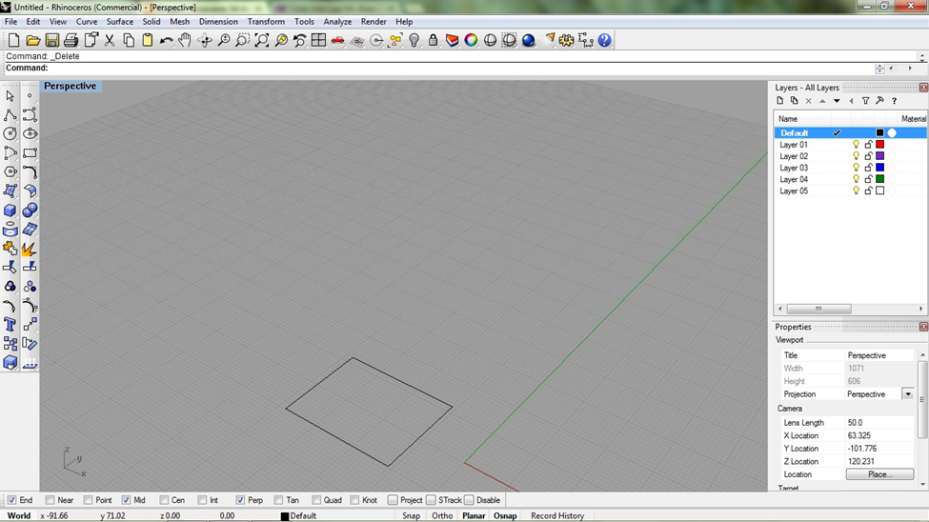 Untitled - Rhinoceros (Commercial) - [Perspective]
File Edit View Curve Surface Solid Mesh Dimension Transform Tools Analyze Render Help
Command: _Delete
Command:
Perspective
Layers - All Layers
Name Material
Default
Layer 01
Layer 02
Layer 03
Layer 04
Layer 05
Properties
Viewport
Title Perspective
Width 1071
Height 606
Projection Perspective
Camera
Lens Length 50.0
X Location 63.325
Y Location -101.776
Z Location 120.231
Location Place...
Target
z
y
x
End Near Point Mid Cen Int Perp Tan Quad Knot Project STrack Disable
World x -91.66 y 71.02 z 0.00 0.00 Default Snap Ortho Planar Osnap Record History